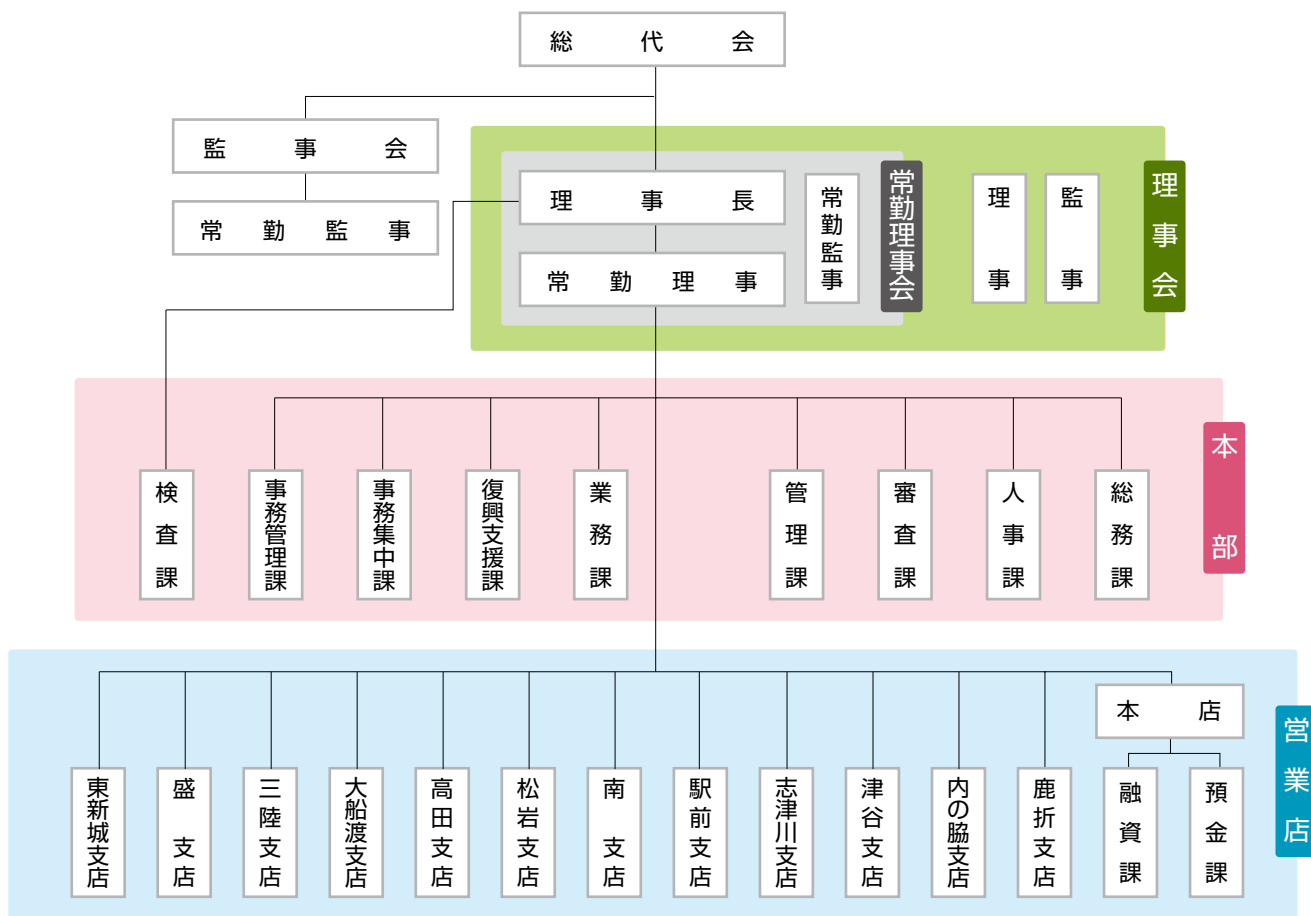 総代会
監事会
常勤監事
理事長
常勤理事
常勤監事
常勤理事会
理事
監事
理事会
検査課
事務管理課
事務集中課
復興支援課
業務課
管理課
審査課
人事課
総務課
本部
本店
東新城支店
盛支店
三陸支店
大船渡支店
高田支店
松岩支店
南支店
駅前支店
志津川支店
津谷支店
内の脇支店
鹿折支店
融資課
預金課
営業店